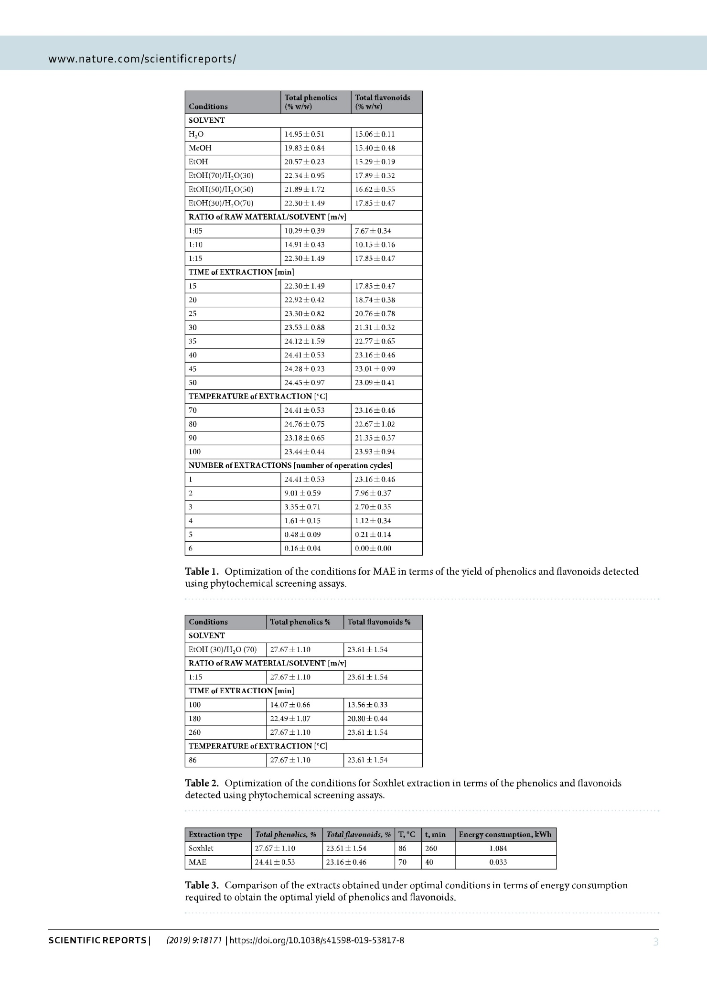 www.nature.com/scientificreports/
Conditions Total phenolics (% w/w) Total flavonoids (% w/w)
SOLVENT
H₂O 14.95 ± 0.51 15.06 ± 0.11
MeOH 19.83 ± 0.84 15.40 ± 0.48
EtOH 20.57 ± 0.23 15.29 ± 0.19
EtOH(70)/H₂O(30) 22.34 ± 0.95 17.89 ± 0.32
EtOH(50)/H₂O(50) 21.89 ± 1.72 16.62 ± 0.55
EtOH(30)/H₂O(70) 22.30 ± 1.49 17.85 ± 0.47
RATIO of RAW MATERIAL/SOLVENT [m/v]
1:05 10.29 ± 0.39 7.67 ± 0.34
1:10 14.91 ± 0.43 10.15 ± 0.16
1:15 22.30 ± 1.49 17.85 ± 0.47
TIME of EXTRACTION [min]
15 22.30 ± 1.49 17.85 ± 0.47
20 22.92 ± 0.42 18.74 ± 0.38
25 23.30 ± 0.82 20.76 ± 0.78
30 23.53 ± 0.88 21.31 ± 0.32
35 24.12 ± 1.59 22.77 ± 0.65
40 24.41 ± 0.53 23.16 ± 0.46
45 24.28 ± 0.23 23.01 ± 0.99
50 24.45 ± 0.97 23.09 ± 0.41
TEMPERATURE of EXTRACTION [°C]
70 24.41 ± 0.53 23.16 ± 0.46
80 24.76 ± 0.75 22.67 ± 1.02
90 23.18 ± 0.65 21.35 ± 0.37
100 23.44 ± 0.44 23.93 ± 0.94
NUMBER of EXTRACTIONS [number of operation cycles]
1 24.41 ± 0.53 23.16 ± 0.46
2 9.01 ± 0.59 7.96 ± 0.37
3 3.35 ± 0.71 2.70 ± 0.35
4 1.61 ± 0.15 1.12 ± 0.34
5 0.48 ± 0.09 0.21 ± 0.14
6 0.16 ± 0.04 0.00 ± 0.00
Table 1. Optimization of the conditions for MAE in terms of the yield of phenolics and flavonoids detected
using phytochemical screening assays.
Conditions Total phenolics % Total flavonoids %
SOLVENT
EtOH (30)/H₂O (70) 27.67 ± 1.10 23.61 ± 1.54
RATIO of RAW MATERIAL/SOLVENT [m/v]
1:15 27.67 ± 1.10 23.61 ± 1.54
TIME of EXTRACTION [min]
100 14.07 ± 0.66 13.56 ± 0.33
180 22.49 ± 1.07 20.80 ± 0.44
260 27.67 ± 1.10 23.61 ± 1.54
TEMPERATURE of EXTRACTION [°C]
86 27.67 ± 1.10 23.61 ± 1.54
Table 2. Optimization of the conditions for Soxhlet extraction in terms of the phenolics and flavonoids
detected using phytochemical screening assays.
Extraction type Total phenolics, % Total flavonoids, % T, °C t, min Energy consumption, kWh
Soxhlet 27.67 ± 1.10 23.61 ± 1.54 86 260 1.084
MAE 24.41 ± 0.53 23.16 ± 0.46 70 40 0.033
Table 3. Comparison of the extracts obtained under optimal conditions in terms of energy consumption
required to obtain the optimal yield of phenolics and flavonoids.
SCIENTIFIC REPORTS | (2019) 9:18171 | https://doi.org/10.1038/s41598-019-53817-8 3